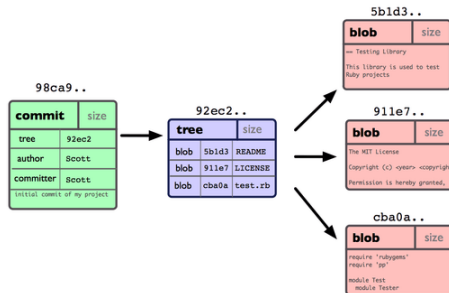 98ca9..
commit size
tree 92ec2
author Scott
committer Scott
initial commit of my project
92ec2..
tree size
blob 5b1d3 README
blob 911e7 LICENSE
blob cba0a test.rb
5b1d3..
blob size
== Testing Library
This library is used to test
Ruby projects
911e7..
blob size
The MIT License
Copyright (c) <year> <copyrigh
Permission is hereby granted,
cba0a..
blob size
require 'rubygems'
require 'pp'
module Test
module Tester